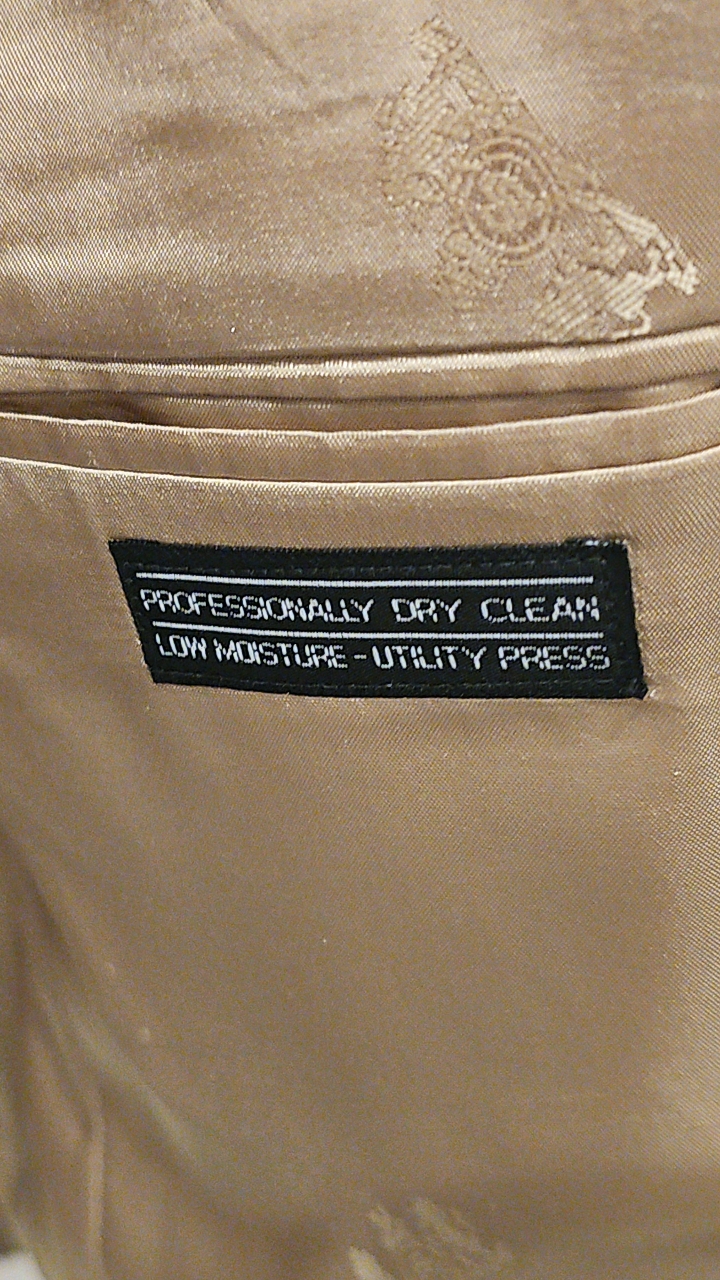 PROFESSIONALLY DRY CLEAN
LOW MOISTURE-UTILITY PRESS